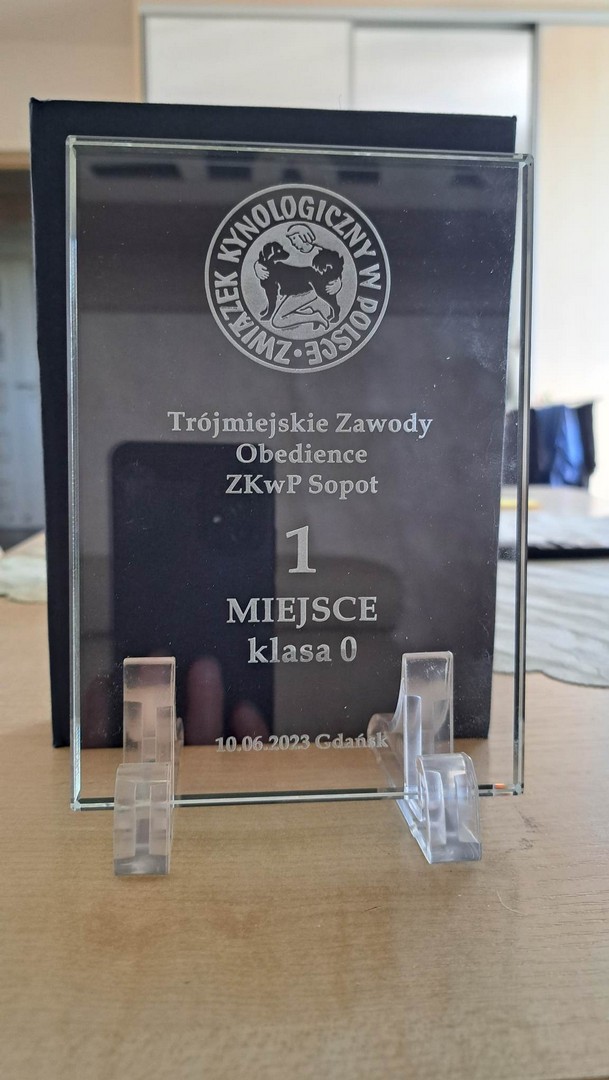 ZWIĄZEK KYNOLOGICZNY W POLSCE •
Trójmiejskie Zawody
Obedience
ZKwP Sopot
1
MIEJSCE
klasa 0
10.06.2023 Gdańsk